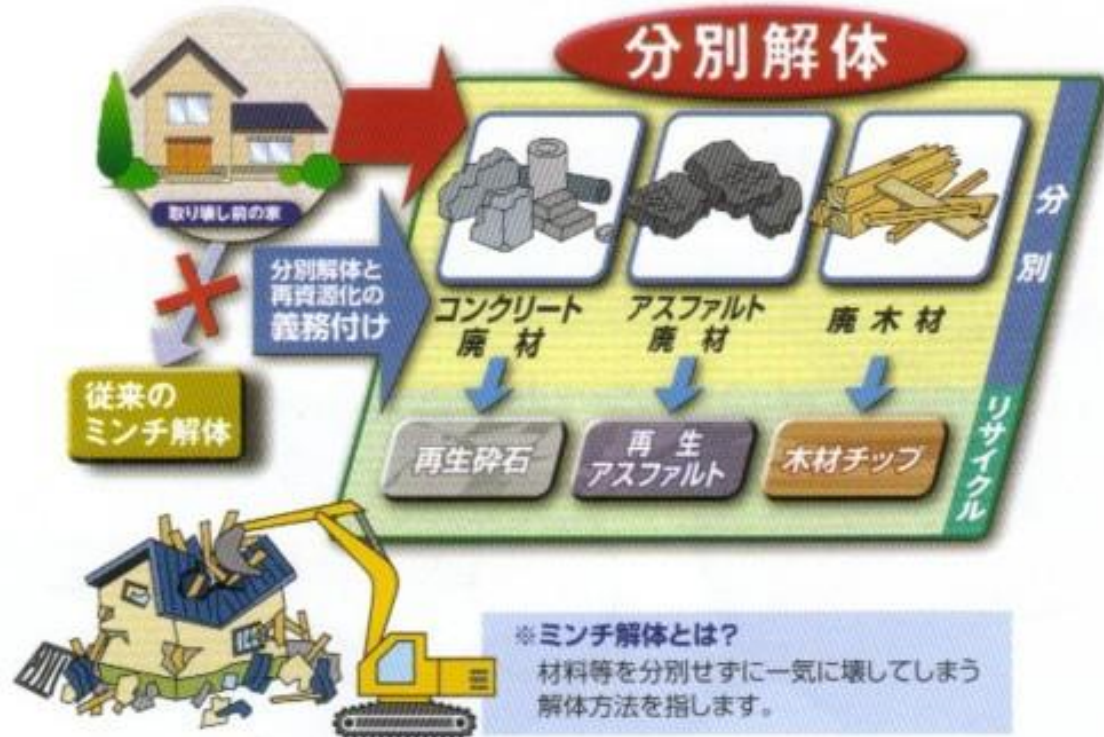 分別解体
取り壊し前の家
分別解体と
再資源化の
義務付け
従来の
ミンチ解体
コンクリート
廃材
アスファルト
廃材
廃木材
分別
再生砕石
再生
アスファルト
木材チップ
リサイクル
※ミンチ解体とは?
材料等を分別せずに一気に壊してしまう
解体方法を指します。